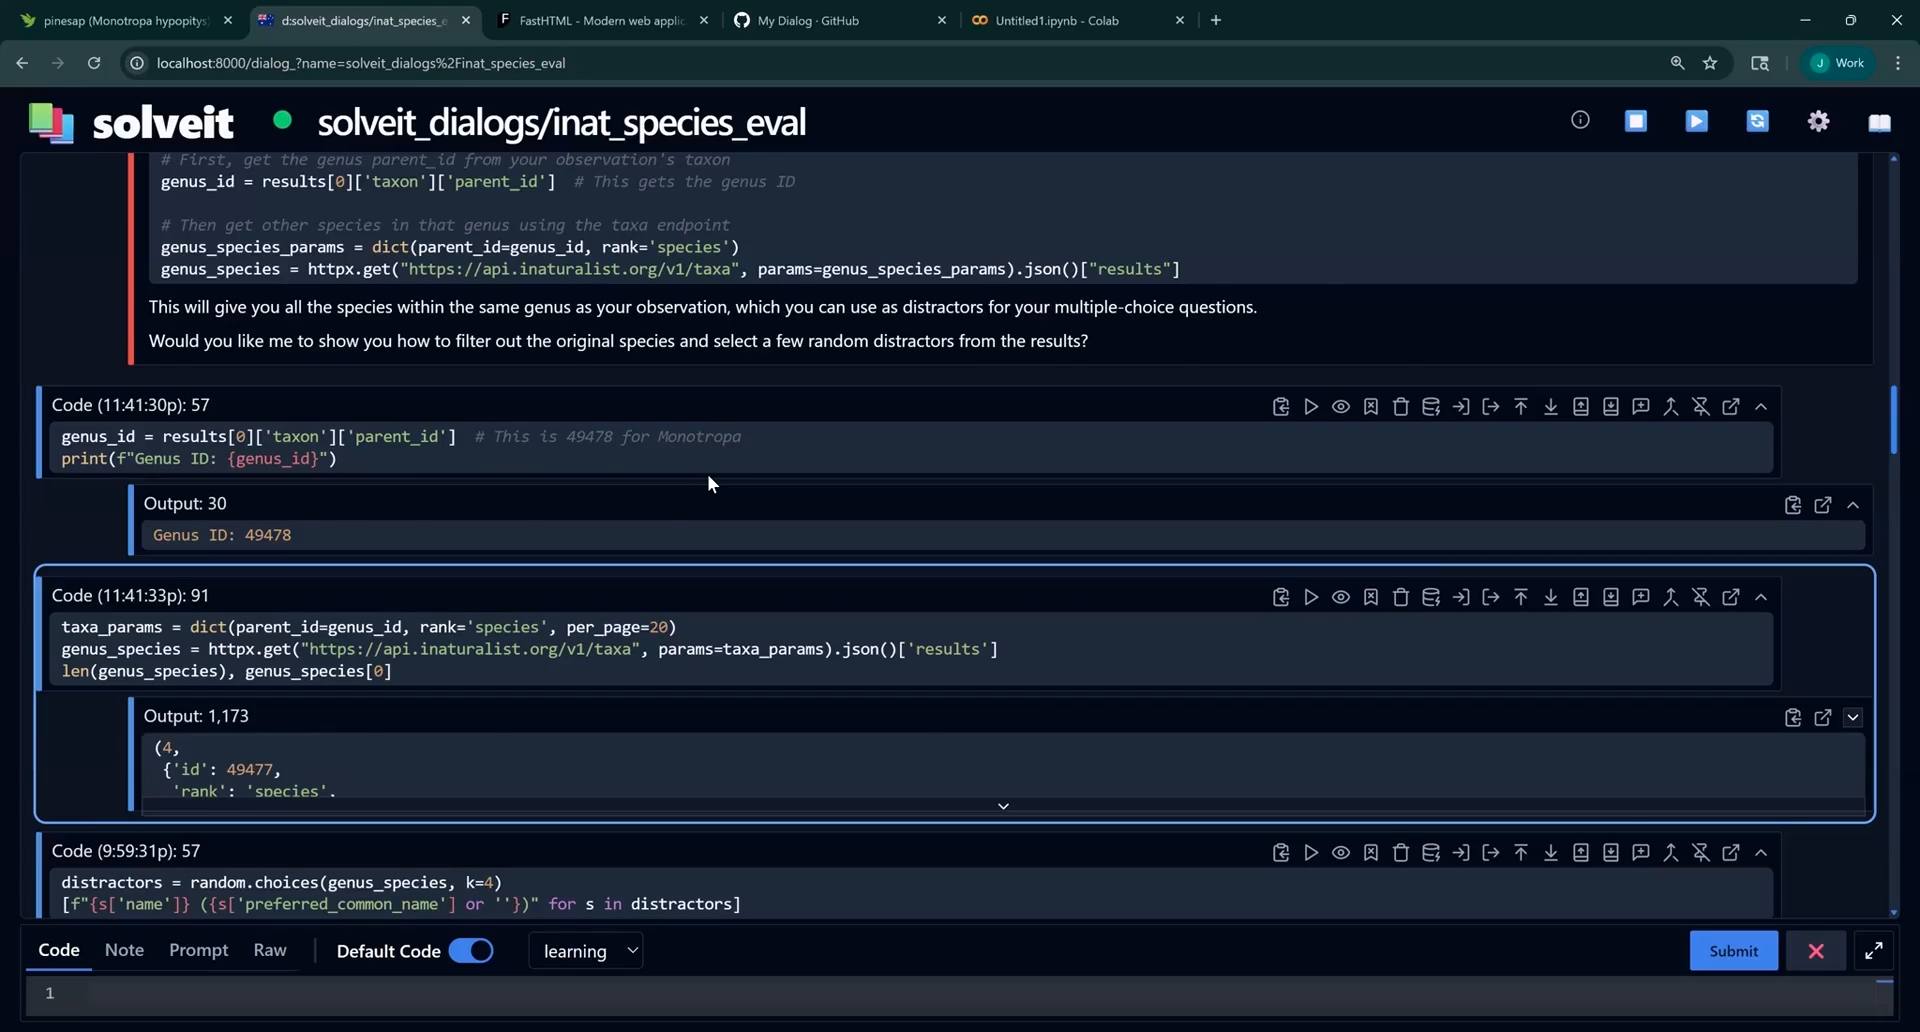 pinesap (Monotropa hypopitys
d:solveit_dialogs/inat_species_e
FastHTML - Modern web applic
My Dialog · GitHub
Untitled1.ipynb - Colab
localhost:8000/dialog_?name=solveit_dialogs%2Finat_species_eval
J Work
solveit
solveit_dialogs/inat_species_eval
# First, get the genus parent_id from your observation's taxon
genus_id = results[0]['taxon']['parent_id']  # This gets the genus ID
# Then get other species in that genus using the taxa endpoint
genus_species_params = dict(parent_id=genus_id, rank='species')
genus_species = httpx.get("https://api.inaturalist.org/v1/taxa", params=genus_species_params).json()["results"]
This will give you all the species within the same genus as your observation, which you can use as distractors for your multiple-choice questions.
Would you like me to show you how to filter out the original species and select a few random distractors from the results?
Code (11:41:30p): 57
genus_id = results[0]['taxon']['parent_id']  # This is 49478 for Monotropa
print(f"Genus ID: {genus_id}")
Output: 30
Genus ID: 49478
Code (11:41:33p): 91
taxa_params = dict(parent_id=genus_id, rank='species', per_page=20)
genus_species = httpx.get("https://api.inaturalist.org/v1/taxa", params=taxa_params).json()['results']
len(genus_species), genus_species[0]
Output: 1,173
(4,
{'id': 49477,
'rank': 'species',
Code (9:59:31p): 57
distractors = random.choices(genus_species, k=4)
[f"{s['name']} ({s['preferred_common_name'] or ''})" for s in distractors]
Code Note Prompt Raw Default Code learning Submit
1